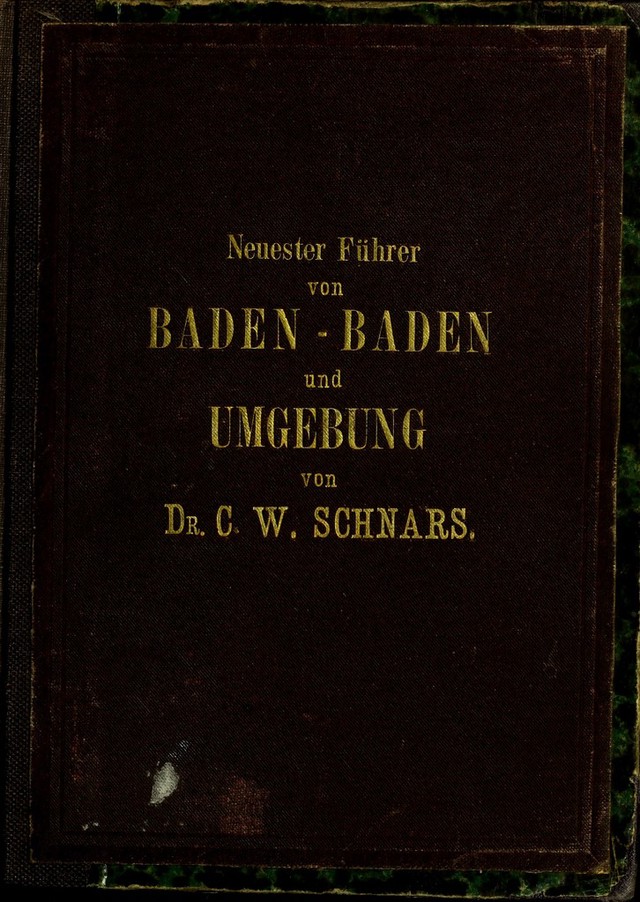 Neuester Führer
von
BADEN - BADEN
und
UMGEBUNG
von
DR. C. W. SCHNARS.